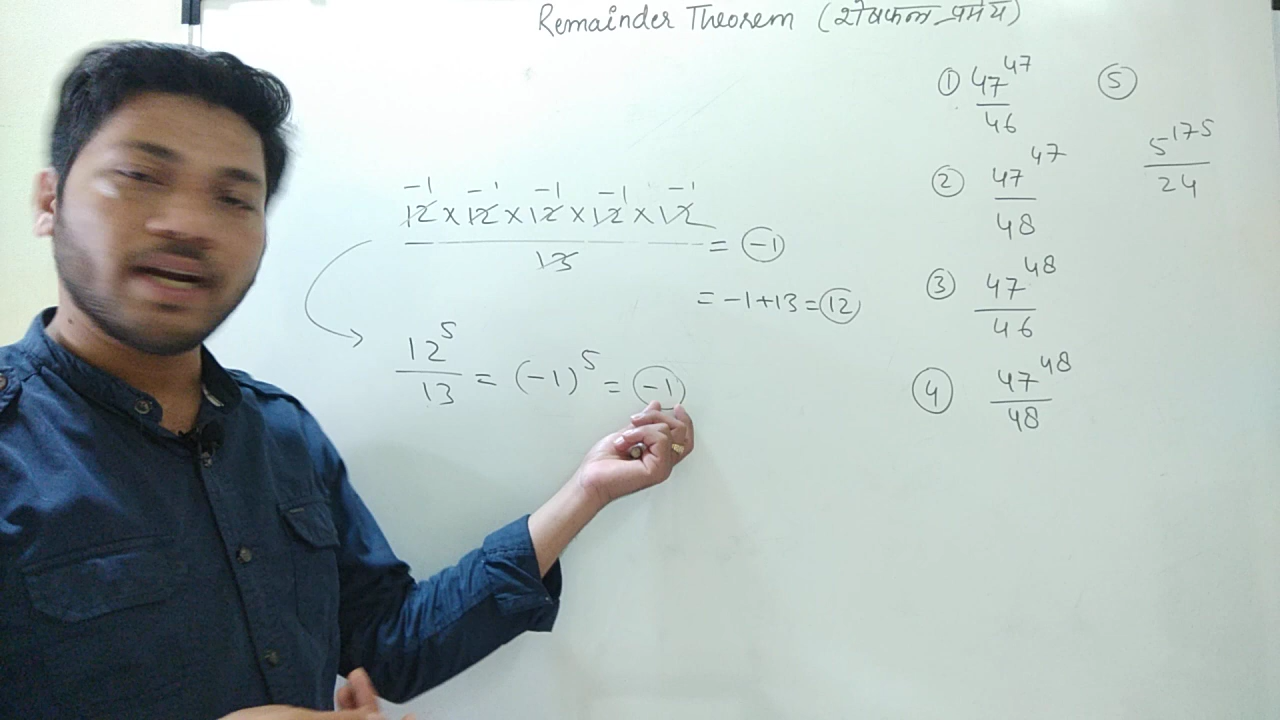 Remainder Theorem (शेषफल प्रमेय)
-1 -1 -1 -1 -1
12 x 12 x 12 x 12 x 12
13
= -1
= -1+13 = 12
12^5 / 13 = (-1)^5 = -1
① 47^47 / 46
② 47^47 / 48
③ 47^48 / 46
④ 47^48 / 48
⑤ 5^175 / 24